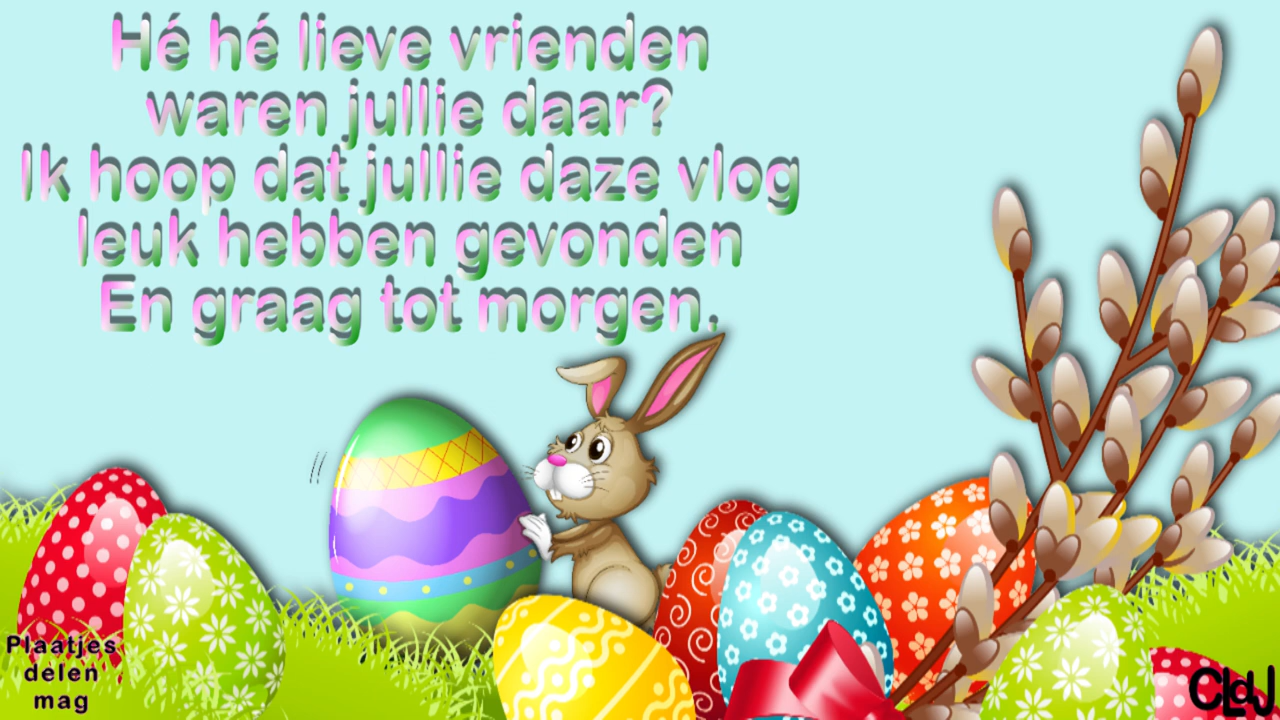 Hé hé lieve vrienden
waren jullie daar?
Ik hoop dat jullie daze vlog
leuk hebben gevonden
En graag tot morgen.
Plaatjes
delen
mag
CLdJ